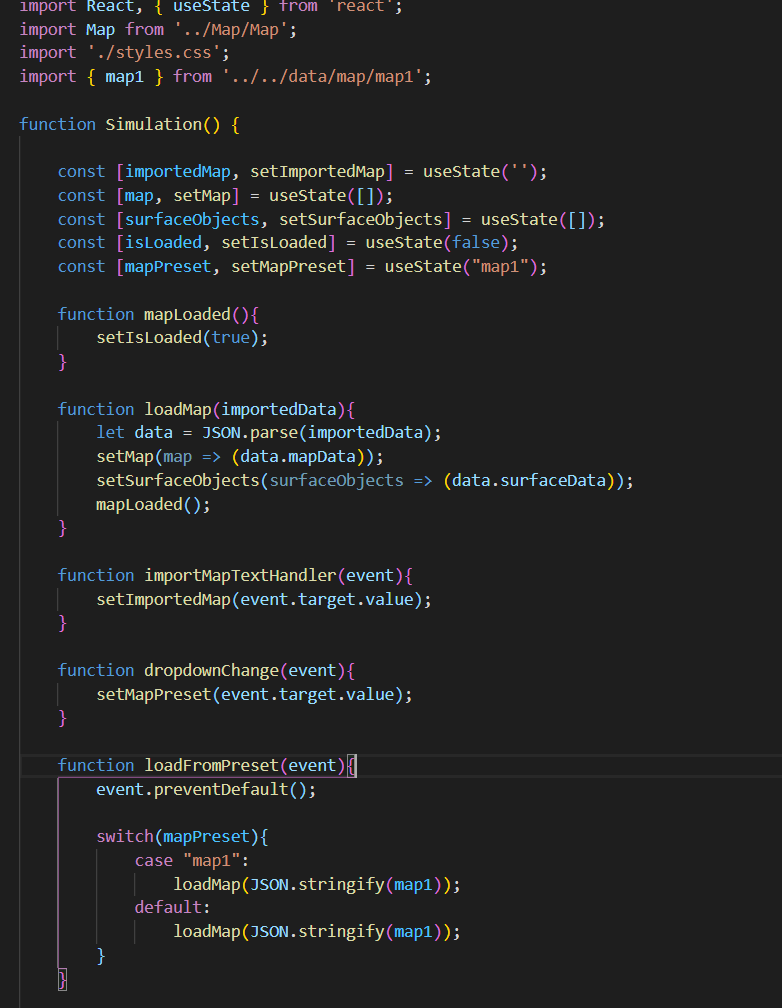 import React, { useState } from 'react';
import Map from '../Map/Map';
import './styles.css';
import { map1 } from '../../data/map/map1';
function Simulation() {
const [importedMap, setImportedMap] = useState('');
const [map, setMap] = useState([]);
const [surfaceObjects, setSurfaceObjects] = useState([]);
const [isLoaded, setIsLoaded] = useState(false);
const [mapPreset, setMapPreset] = useState("map1");
function mapLoaded(){
setIsLoaded(true);
}
function loadMap(importedData){
let data = JSON.parse(importedData);
setMap(map => (data.mapData));
setSurfaceObjects(surfaceObjects => (data.surfaceData));
mapLoaded();
}
function importMapTextHandler(event){
setImportedMap(event.target.value);
}
function dropdownChange(event){
setMapPreset(event.target.value);
}
function loadFromPreset(event){
event.preventDefault();
switch(mapPreset){
case "map1":
loadMap(JSON.stringify(map1));
default:
loadMap(JSON.stringify(map1));
}
}